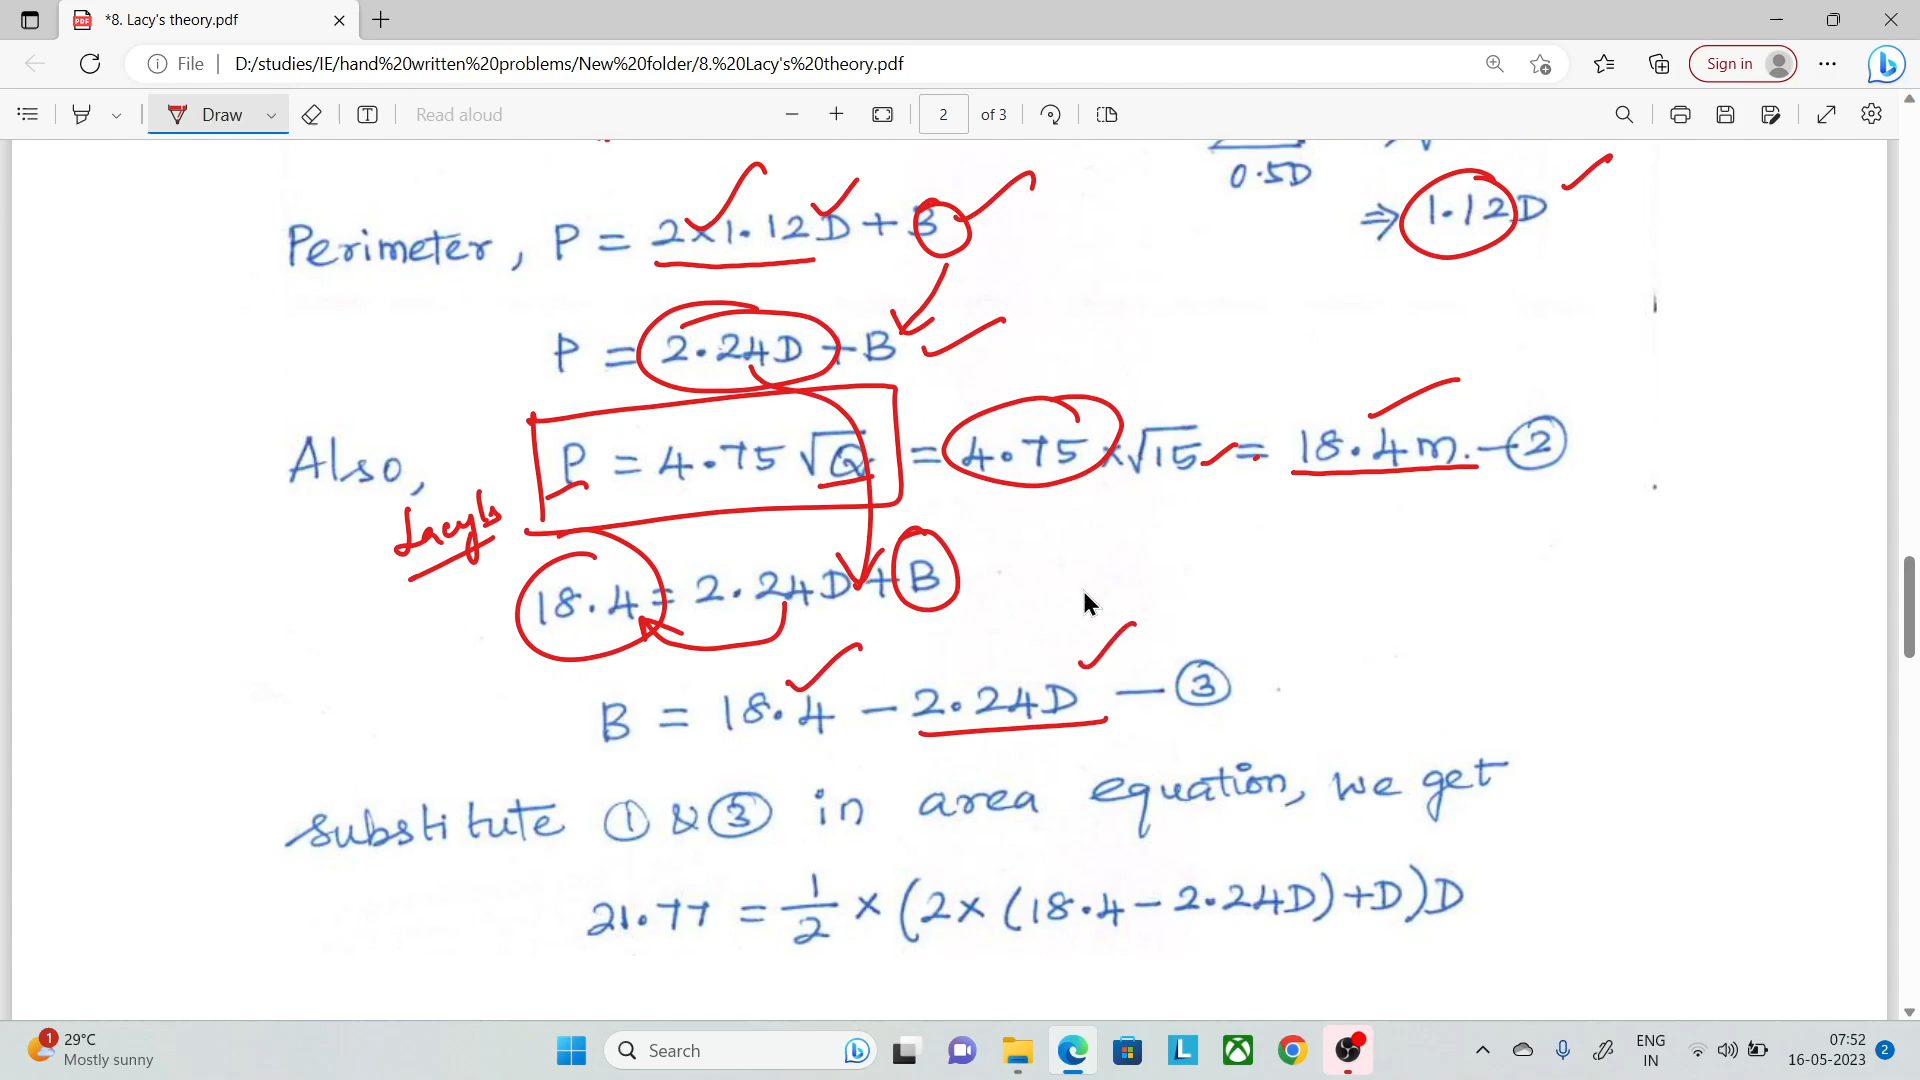 *8. Lacy's theory.pdf
File
D:/studies/IE/hand%20written%20problems/New%20folder/8.%20Lacy's%20theory.pdf
Sign in
Draw
Read aloud
2 of 3
0.5D
Perimeter, P = 2×1.12D + B
⇒ 1.12D
P = 2.24D + B
Also, P = 4.75 √Q = 4.75 × √15 = 18.4m. — ②
Lacy's
18.4 = 2.24D + B
B = 18.4 − 2.24D — ③
substitute ① & ③ in area equation, we get
21.77 = 1/2 × (2× (18.4 − 2.24D) + D) D
1
29°C
Mostly sunny
Search
ENG
IN
07:52
16-05-2023
2